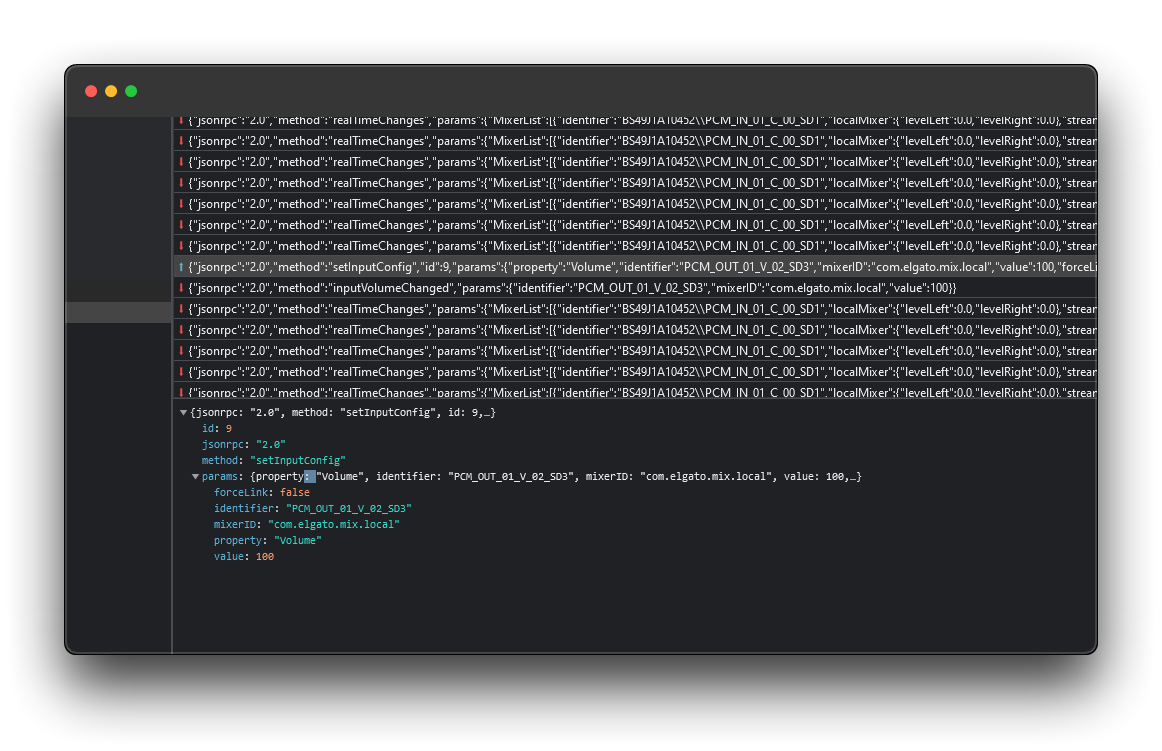 ↓ {"jsonrpc":"2.0","method":"realTimeChanges","params":{"MixerList":[{"identifier":"BS49J1A10452\\PCM_IN_01_C_00_SD1","localMixer":{"levelLeft":0.0,"levelRight":0.0},"stream
↓ {"jsonrpc":"2.0","method":"realTimeChanges","params":{"MixerList":[{"identifier":"BS49J1A10452\\PCM_IN_01_C_00_SD1","localMixer":{"levelLeft":0.0,"levelRight":0.0},"stream
↓ {"jsonrpc":"2.0","method":"realTimeChanges","params":{"MixerList":[{"identifier":"BS49J1A10452\\PCM_IN_01_C_00_SD1","localMixer":{"levelLeft":0.0,"levelRight":0.0},"stream
↓ {"jsonrpc":"2.0","method":"realTimeChanges","params":{"MixerList":[{"identifier":"BS49J1A10452\\PCM_IN_01_C_00_SD1","localMixer":{"levelLeft":0.0,"levelRight":0.0},"stream
↓ {"jsonrpc":"2.0","method":"realTimeChanges","params":{"MixerList":[{"identifier":"BS49J1A10452\\PCM_IN_01_C_00_SD1","localMixer":{"levelLeft":0.0,"levelRight":0.0},"stream
↓ {"jsonrpc":"2.0","method":"realTimeChanges","params":{"MixerList":[{"identifier":"BS49J1A10452\\PCM_IN_01_C_00_SD1","localMixer":{"levelLeft":0.0,"levelRight":0.0},"stream
↓ {"jsonrpc":"2.0","method":"realTimeChanges","params":{"MixerList":[{"identifier":"BS49J1A10452\\PCM_IN_01_C_00_SD1","localMixer":{"levelLeft":0.0,"levelRight":0.0},"stream
↑ {"jsonrpc":"2.0","method":"setInputConfig","id":9,"params":{"property":"Volume","identifier":"PCM_OUT_01_V_02_SD3","mixerID":"com.elgato.mix.local","value":100,"forceLi
↓ {"jsonrpc":"2.0","method":"inputVolumeChanged","params":{"identifier":"PCM_OUT_01_V_02_SD3","mixerID":"com.elgato.mix.local","value":100}}
↓ {"jsonrpc":"2.0","method":"realTimeChanges","params":{"MixerList":[{"identifier":"BS49J1A10452\\PCM_IN_01_C_00_SD1","localMixer":{"levelLeft":0.0,"levelRight":0.0},"stream
↓ {"jsonrpc":"2.0","method":"realTimeChanges","params":{"MixerList":[{"identifier":"BS49J1A10452\\PCM_IN_01_C_00_SD1","localMixer":{"levelLeft":0.0,"levelRight":0.0},"stream
↓ {"jsonrpc":"2.0","method":"realTimeChanges","params":{"MixerList":[{"identifier":"BS49J1A10452\\PCM_IN_01_C_00_SD1","localMixer":{"levelLeft":0.0,"levelRight":0.0},"stream
↓ {"jsonrpc":"2.0","method":"realTimeChanges","params":{"MixerList":[{"identifier":"BS49J1A10452\\PCM_IN_01_C_00_SD1","localMixer":{"levelLeft":0.0,"levelRight":0.0},"stream
↓ {"jsonrpc":"2.0","method":"realTimeChanges","params":{"MixerList":[{"identifier":"BS49J1A10452\\PCM_IN_01_C_00_SD1","localMixer":{"levelLeft":0.0,"levelRight":0.0},"stream
▼{jsonrpc: "2.0", method: "setInputConfig", id: 9,…}
id: 9
jsonrpc: "2.0"
method: "setInputConfig"
▼params: {property: "Volume", identifier: "PCM_OUT_01_V_02_SD3", mixerID: "com.elgato.mix.local", value: 100,…}
forceLink: false
identifier: "PCM_OUT_01_V_02_SD3"
mixerID: "com.elgato.mix.local"
property: "Volume"
value: 100